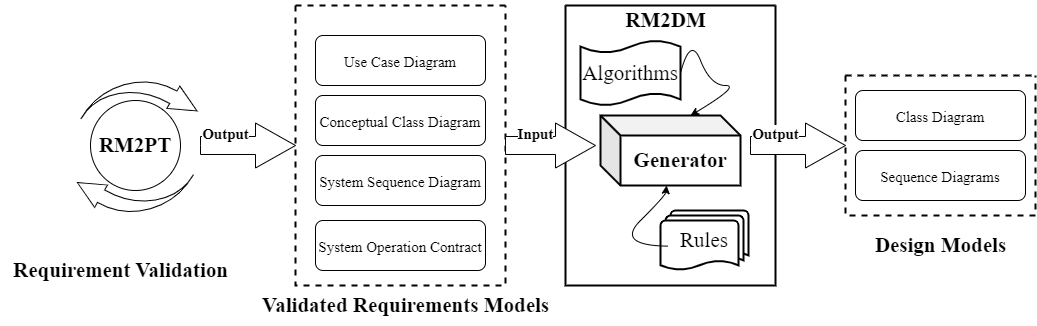 RM2PT
Requirement Validation
Output
Use Case Diagram
Conceptual Class Diagram
System Sequence Diagram
System Operation Contract
Validated Requirements Models
Input
RM2DM
Algorithms
Generator
Rules
Output
Class Diagram
Sequence Diagrams
Design Models